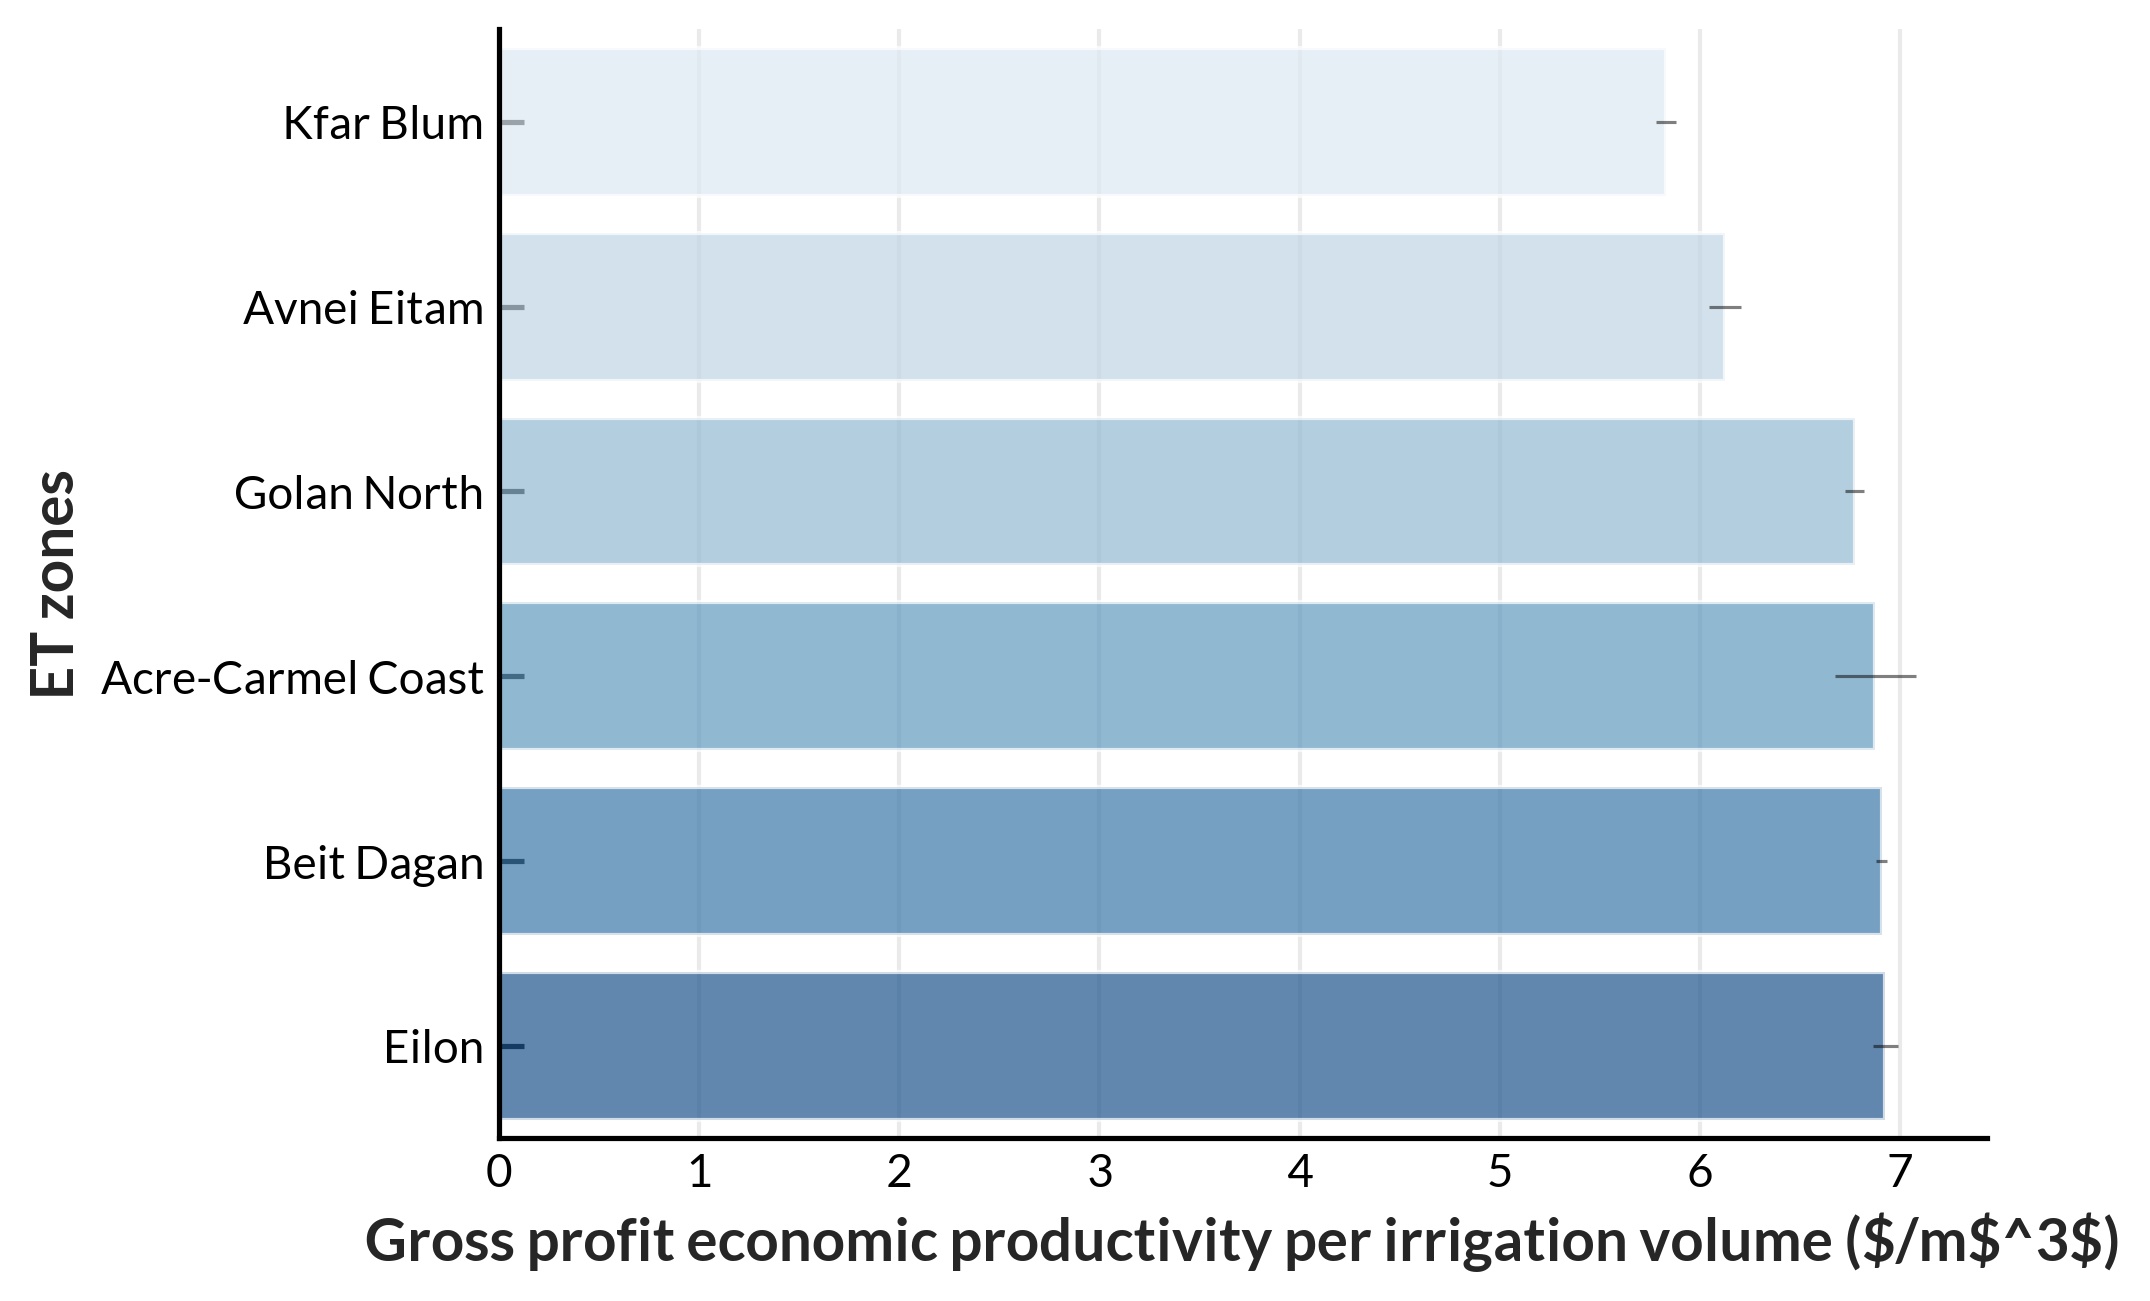 Kfar Blum
Avnei Eitam
Golan North
Acre-Carmel Coast
Beit Dagan
Eilon
ET zones
0 1 2 3 4 5 6 7
Gross profit economic productivity per irrigation volume ($/m$^3$)